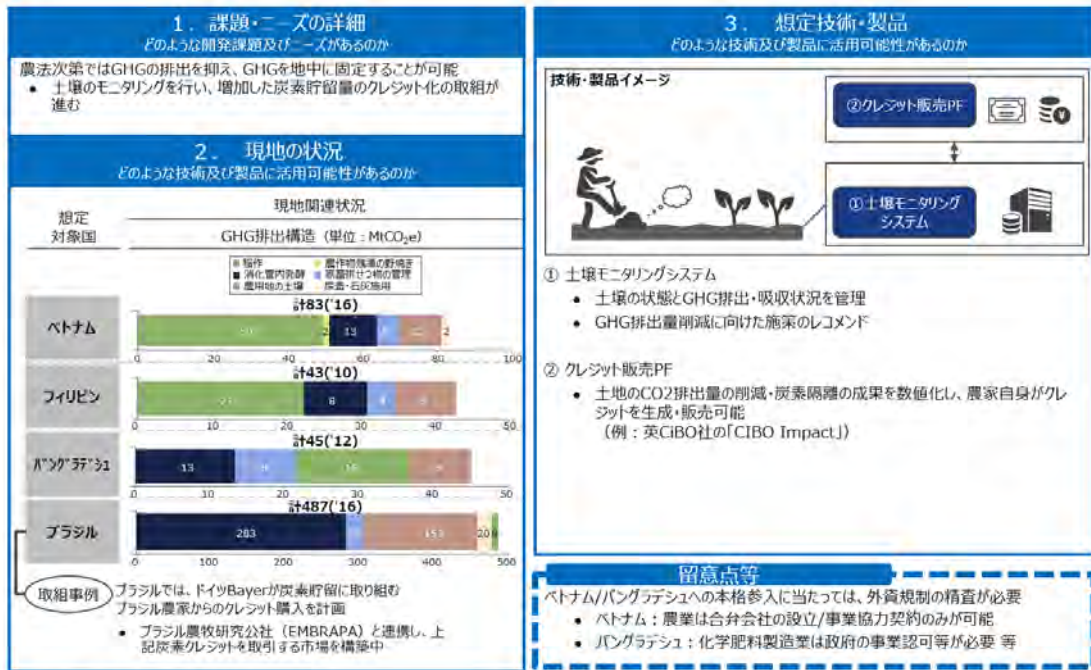 1. 課題・ニーズの詳細
どのような開発課題及びニーズがあるのか
農法次第ではGHGの排出を抑え、GHGを地中に固定することが可能
• 土壌のモニタリングを行い、増加した炭素貯留量のクレジット化の取組が
進む
2. 現地の状況
どのような技術及び製品に活用可能性があるのか
想定
対象国
現地関連状況
GHG排出構造（単位：MtCO2e）
稲作
農作物残渣の野焼き
消化管内発酵
家畜排せつ物の管理
農用地の土壌
尿素・石灰施用
ベトナム
計83('16)
2
13
2
0 20 40 60 80 100
フィリピン
計43('10)
8
0 10 20 30 40 50
バングラデシュ
計45('12)
13
0 10 20 30 40 50
ブラジル
計487('16)
283
153
20
0 100 200 300 400 500
取組事例
ブラジルでは、ドイツBayerが炭素貯留に取り組む
ブラジル農家からのクレジット購入を計画
• ブラジル農牧研究公社（EMBRAPA）と連携し、上
記炭素クレジットを取引する市場を構築中
3. 想定技術・製品
どのような技術及び製品に活用可能性があるのか
技術・製品イメージ
②クレジット販売PF
①土壌モニタリング
システム
① 土壌モニタリングシステム
• 土壌の状態とGHG排出・吸収状況を管理
• GHG排出量削減に向けた施策のレコメンド
② クレジット販売PF
• 土地のCO2排出量の削減・炭素隔離の成果を数値化し、農家自身がクレ
ジットを生成・販売可能
（例：英CiBO社の「CIBO Impact」）
留意点等
ベトナム/バングラデシュへの本格参入に当たっては、外資規制の精査が必要
• ベトナム：農業は合弁会社の設立/事業協力契約のみが可能
• バングラデシュ：化学肥料製造業は政府の事業認可等が必要 等